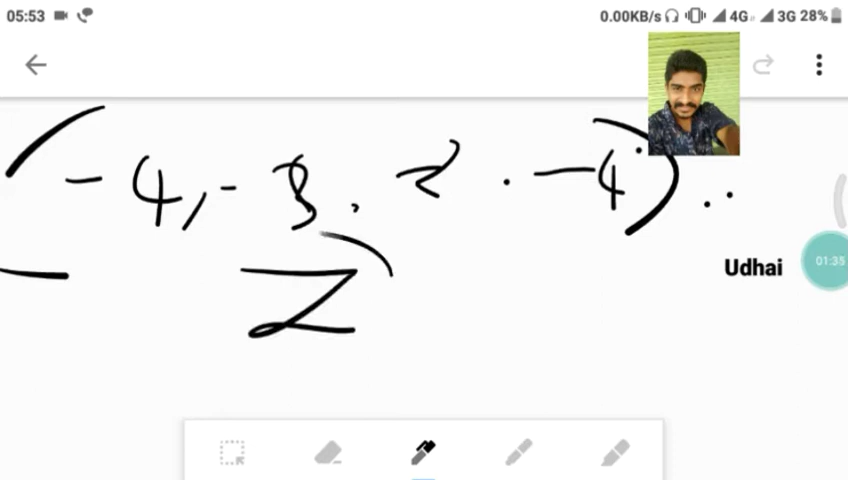 05:53 0.00KB/s 4G 3G 28%
(-4,-3, 2 . -4)..
Z
Udhai
01:35